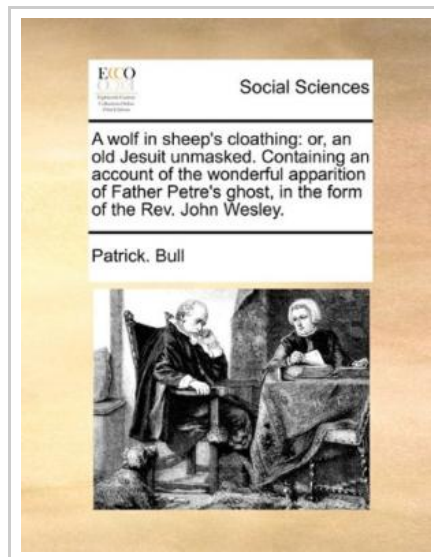 ECCO
Social Sciences
A wolf in sheep's cloathing: or, an
old Jesuit unmasked. Containing an
account of the wonderful apparition
of Father Petre's ghost, in the form
of the Rev. John Wesley.
Patrick. Bull